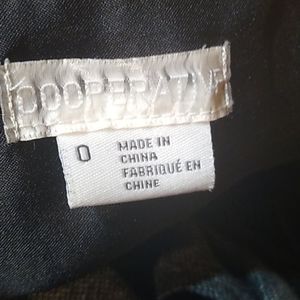 COOPERATIVE
0
MADE IN
CHINA
FABRIQUÉ EN
CHINE